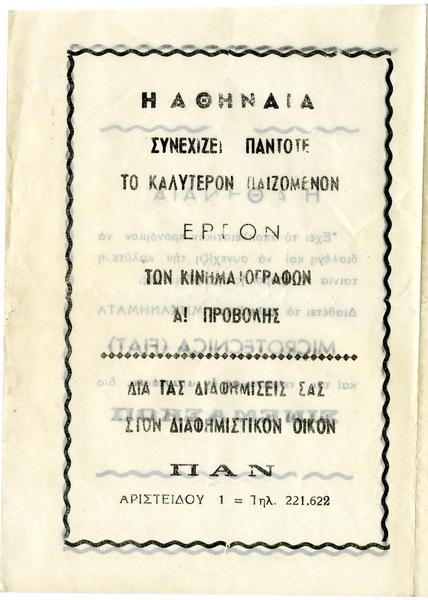 Η ΑΘΗΝΑΙΑ
ΣΥΝΕΧΙΖΕΙ ΠΑΝΤΟΤΕ
ΤΟ ΚΑΛΥΤΕΡΟΝ ΠΑΙΖΟΜΕΝΟΝ
ΕΡΓΟΝ
ΤΩΝ ΚΙΝΗΜΑΤΟΓΡΑΦΩΝ
Α! ΠΡΟΒΟΛΗΣ
ΔΙΑ ΤΑΣ ΔΙΑΦΗΜΙΣΕΙΣ ΣΑΣ
ΣΤΟΝ ΔΙΑΦΗΜΙΣΤΙΚΟΝ ΟΙΚΟΝ
ΠΑΝ
ΑΡΙΣΤΕΙΔΟΥ 1 = Τηλ. 221.622